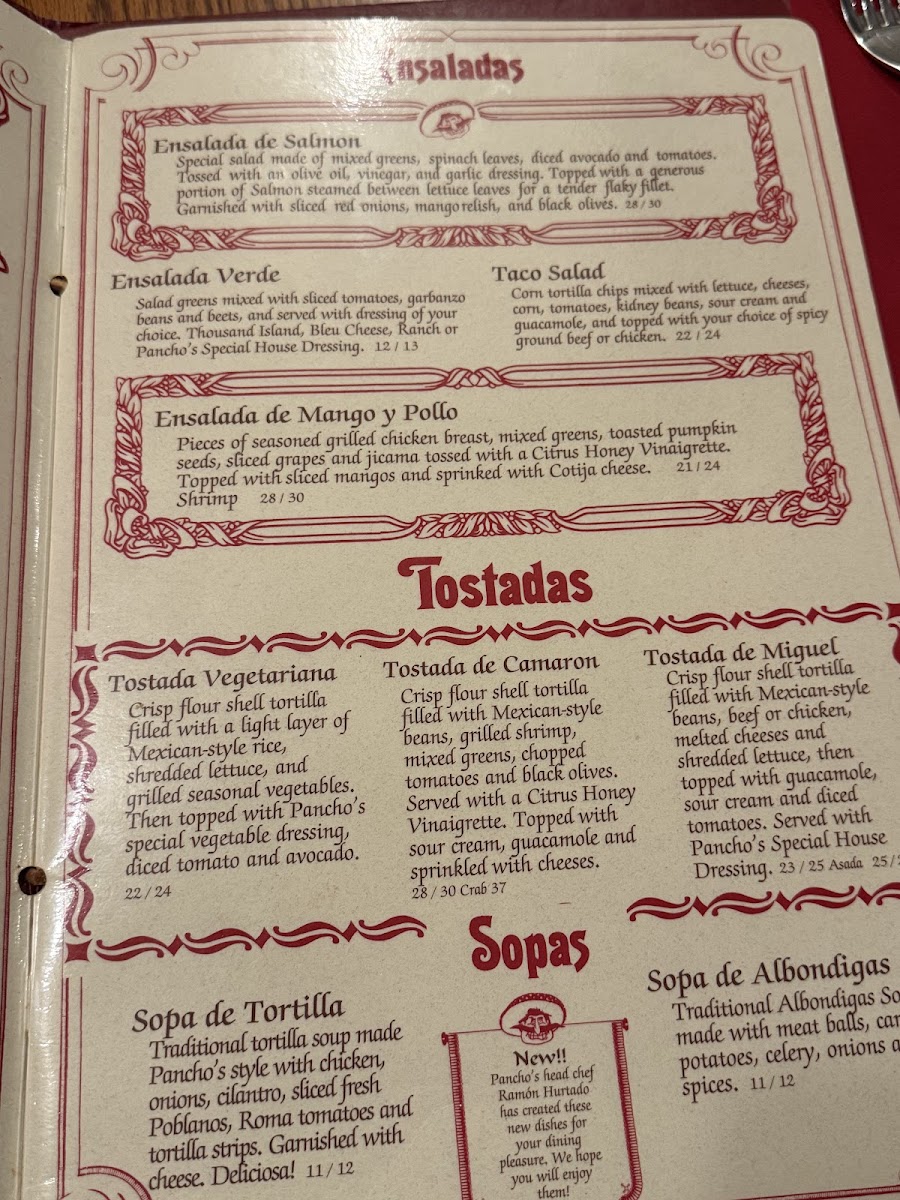 Ensaladas
Ensalada de Salmon
Special salad made of mixed greens, spinach leaves, diced avocado and tomatoes.
Tossed with an olive oil, vinegar, and garlic dressing. Topped with a generous
portion of Salmon steamed between lettuce leaves for a tender flaky fillet.
Garnished with sliced red onions, mango relish, and black olives. 28 / 30
Ensalada Verde
Salad greens mixed with sliced tomatoes, garbanzo
beans and beets, and served with dressing of your
choice. Thousand Island, Bleu Cheese, Ranch or
Pancho's Special House Dressing. 12 / 13
Taco Salad
Corn tortilla chips mixed with lettuce, cheeses,
corn, tomatoes, kidney beans, sour cream and
guacamole, and topped with your choice of spicy
ground beef or chicken. 22 / 24
Ensalada de Mango y Pollo
Pieces of seasoned grilled chicken breast, mixed greens, toasted pumpkin
seeds, sliced grapes and jicama tossed with a Citrus Honey Vinaigrette.
Topped with sliced mangos and sprinked with Cotija cheese. 21 / 24
Shrimp 28 / 30
Tostadas
Tostada Vegetariana
Crisp flour shell tortilla
filled with a light layer of
Mexican-style rice,
shredded lettuce, and
grilled seasonal vegetables.
Then topped with Pancho's
special vegetable dressing,
diced tomato and avocado.
22 / 24
Tostada de Camaron
Crisp flour shell tortilla
filled with Mexican-style
beans, grilled shrimp,
mixed greens, chopped
tomatoes and black olives.
Served with a Citrus Honey
Vinaigrette. Topped with
sour cream, guacamole and
sprinkled with cheeses.
28 / 30 Crab 37
Tostada de Miguel
Crisp flour shell tortilla
filled with Mexican-style
beans, beef or chicken,
melted cheeses and
shredded lettuce, then
topped with guacamole,
sour cream and diced
tomatoes. Served with
Pancho's Special House
Dressing. 23 / 25 Asada 25/
Sopas
Sopa de Tortilla
Traditional tortilla soup made
Pancho's style with chicken,
onions, cilantro, sliced fresh
Poblanos, Roma tomatoes and
tortilla strips. Garnished with
cheese. Deliciosa! 11 / 12
New!!
Pancho's head chef
Ramón Hurtado
has created these
new dishes for
your dining
pleasure. We hope
you will enjoy
them!
Sopa de Albondigas
Traditional Albondigas So
made with meat balls, car
potatoes, celery, onions a
spices. 11 / 12